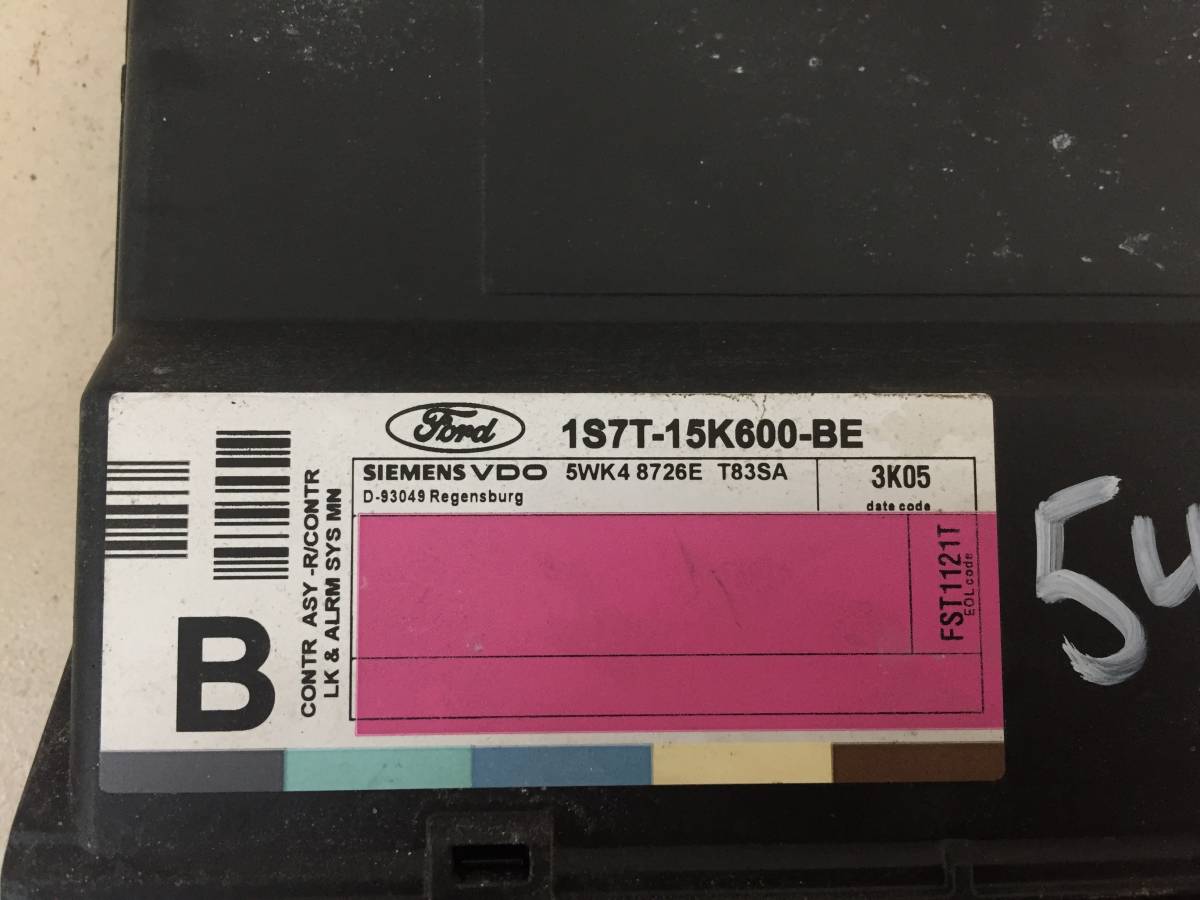 Ford 1S7T-15K600-BE
SIEMENS VDO 5WK4 8726E T83SA
D-93049 Regensburg
3K05
date code
FST1121T
EOL code
CONTR ASY -R/CONTR
LK & ALRM SYS MN
B
54